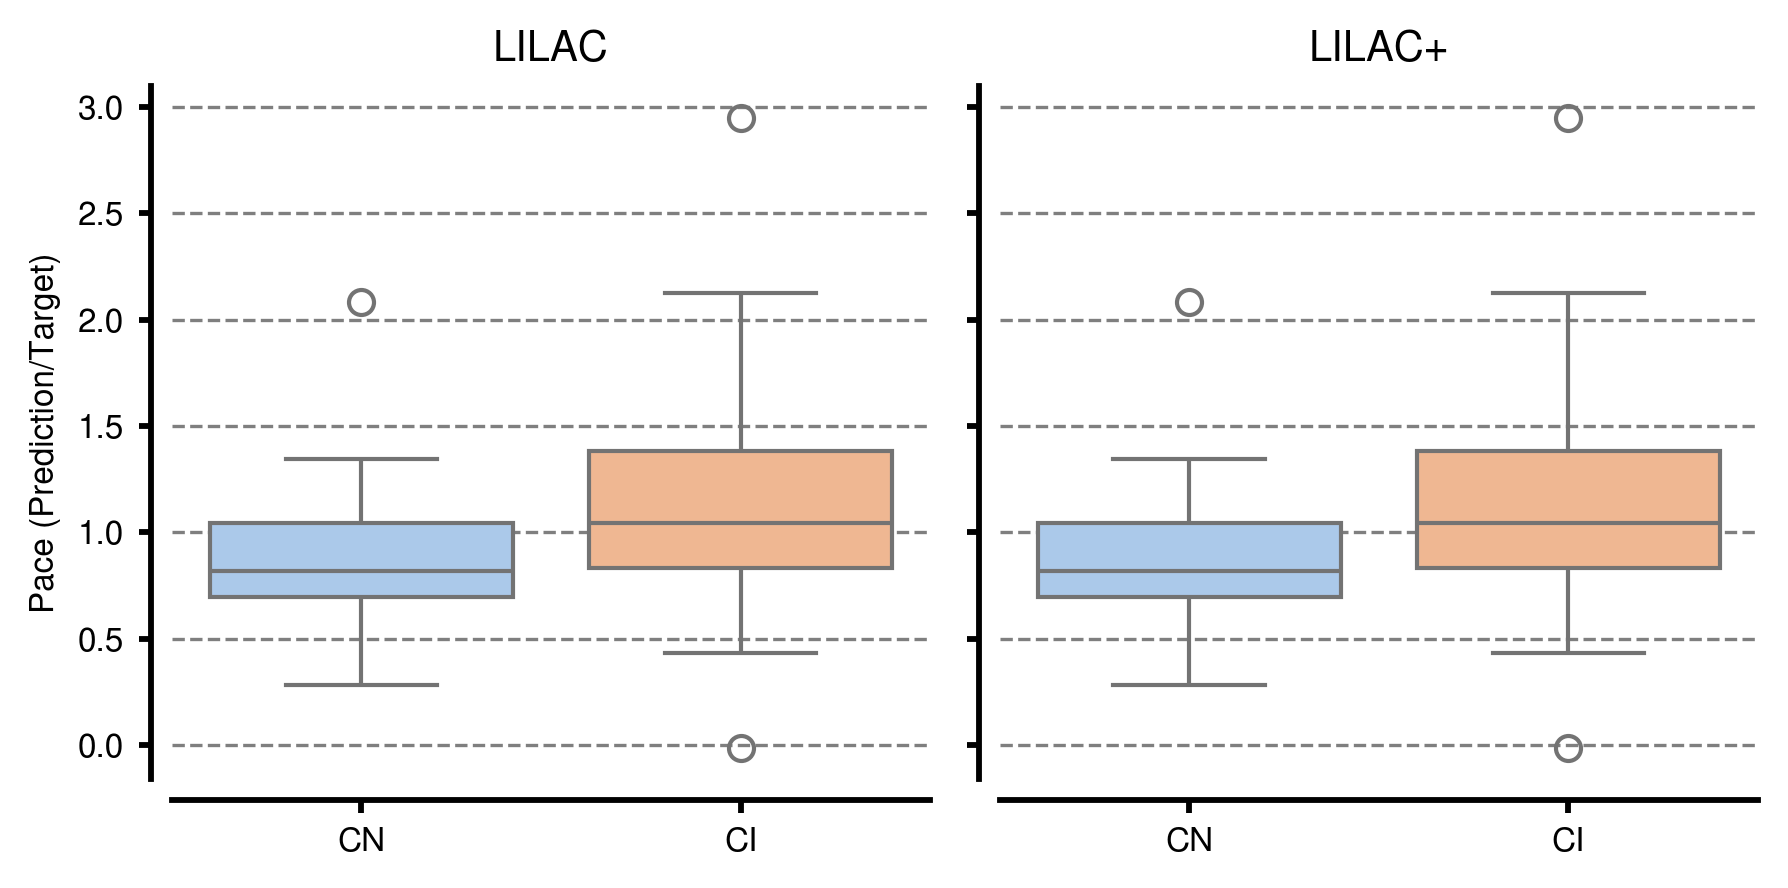 LILAC
LILAC+
Pace (Prediction/Target)
3.0
2.5
2.0
1.5
1.0
0.5
0.0
CN
CI
CN
CI